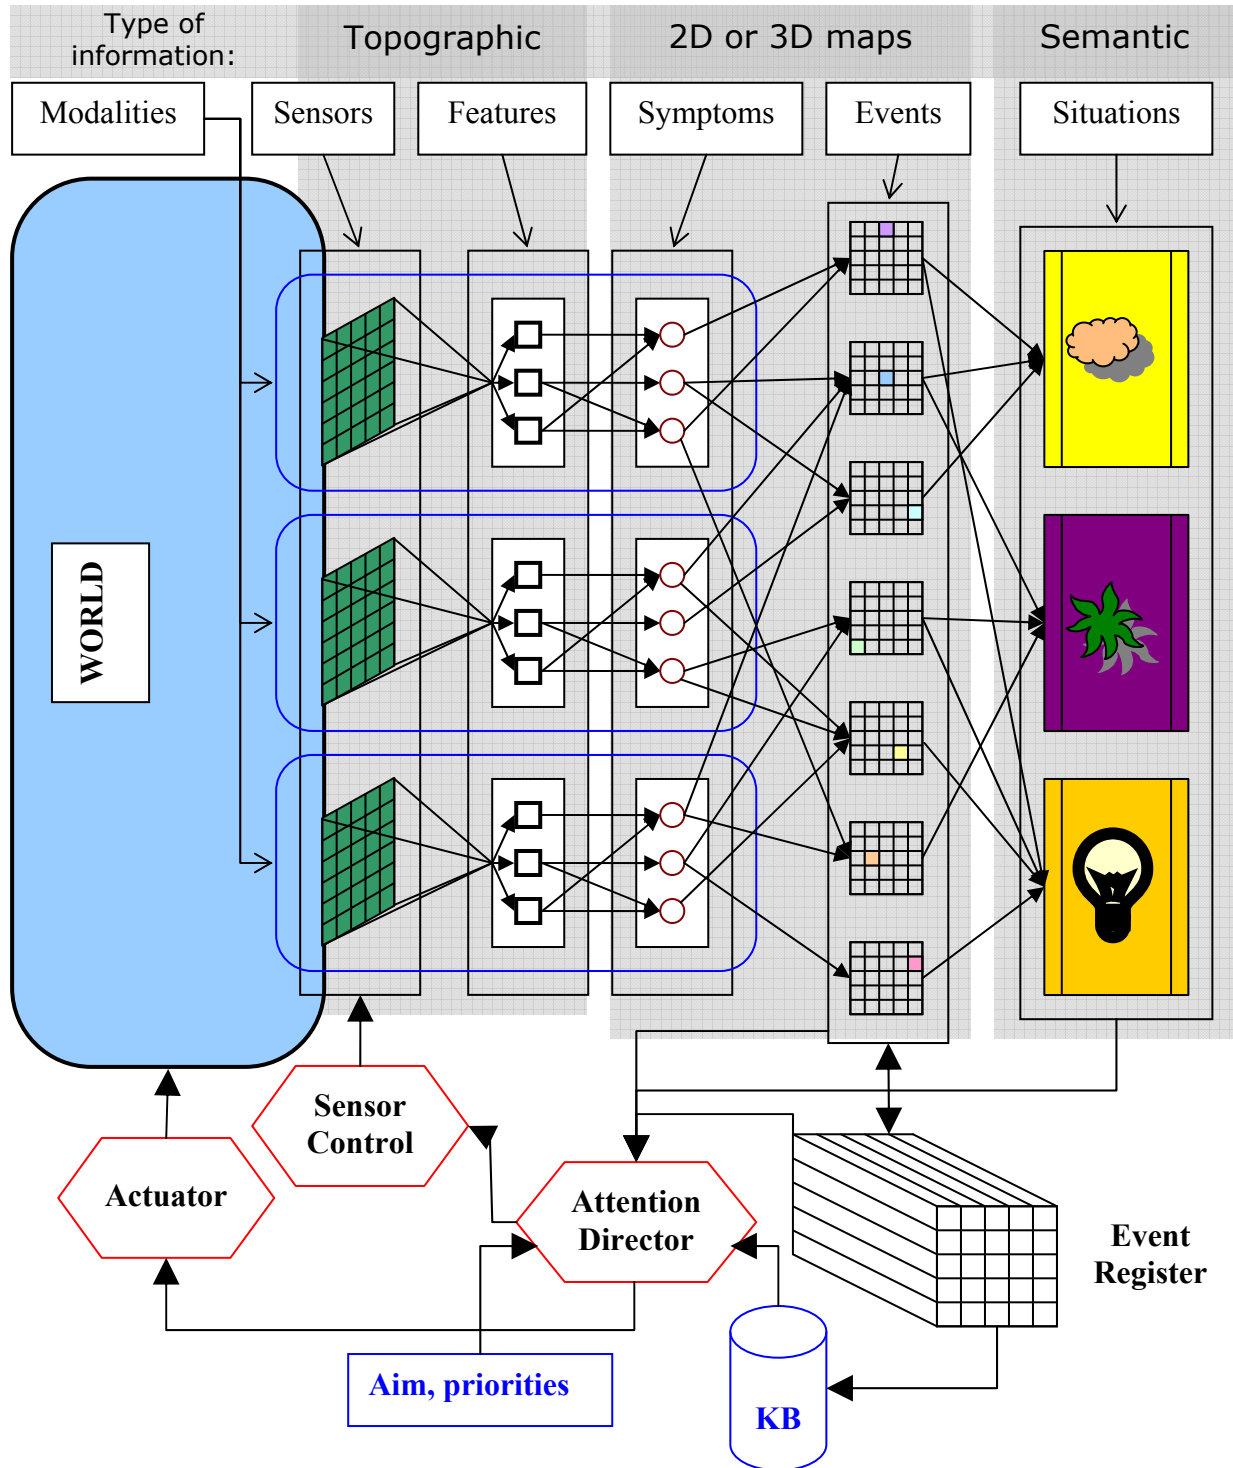 Type of
information:
Topographic
2D or 3D maps
Semantic
Modalities
Sensors
Features
Symptoms
Events
Situations
WORLD
Sensor
Control
Actuator
Attention
Director
Event
Register
Aim, priorities
KB